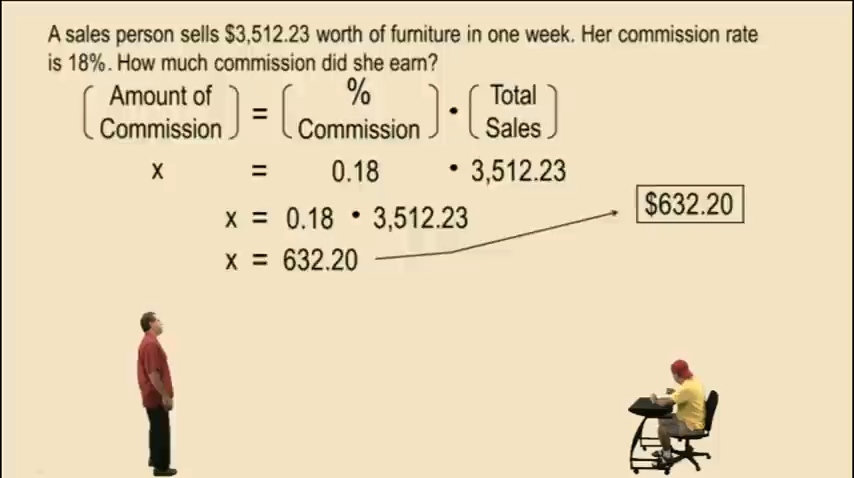 A sales person sells $3,512.23 worth of furniture in one week. Her commission rate
is 18%. How much commission did she earn?
Amount of Commission = % Commission • Total Sales
x = 0.18 • 3,512.23
x = 0.18 • 3,512.23
x = 632.20
$632.20